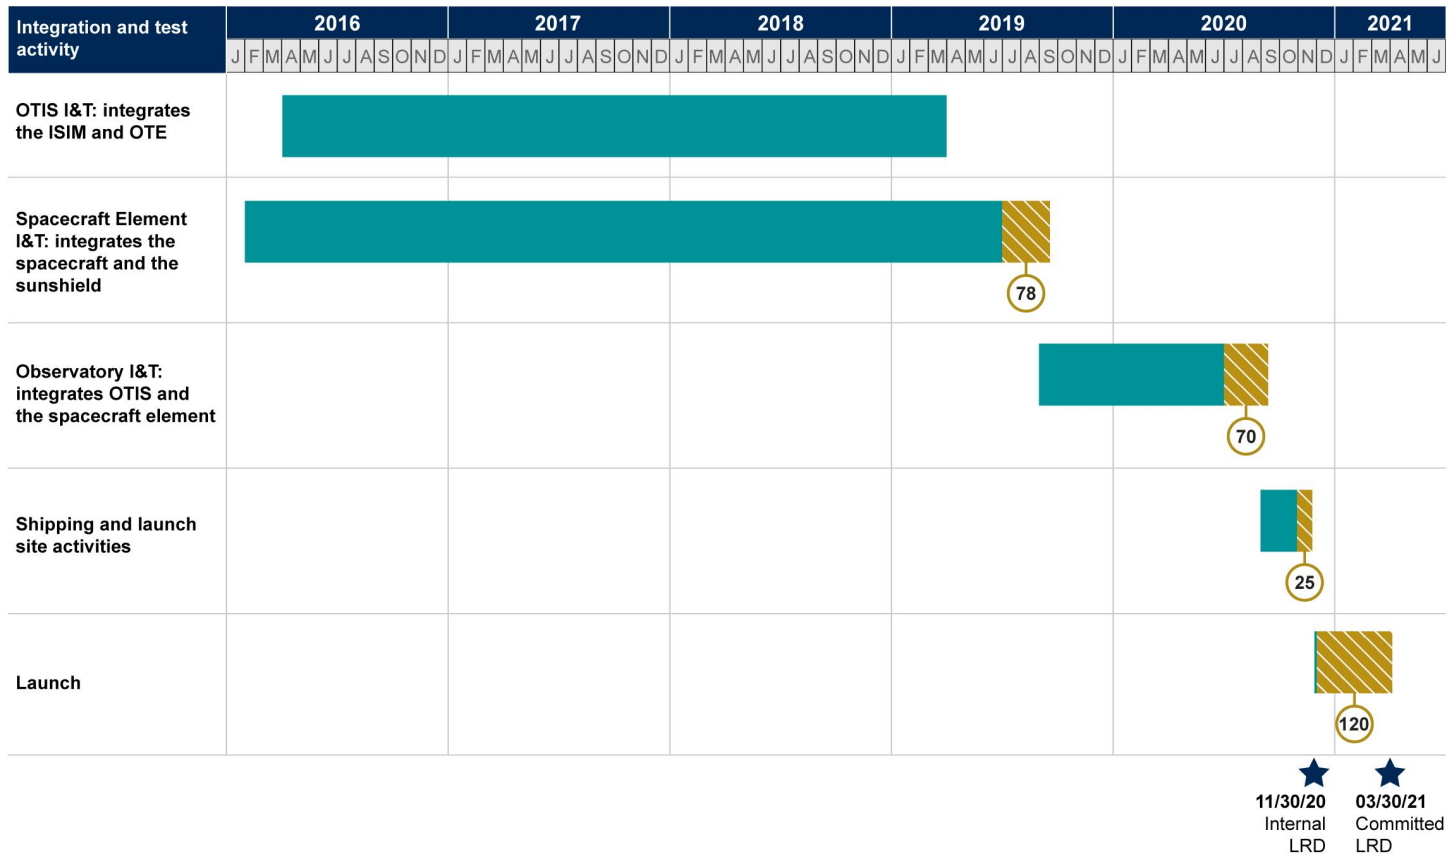 Integration and test
activity
2016 2017 2018 2019 2020 2021
J F M A M J J A S O N D J F M A M J J A S O N D J F M A M J J A S O N D J F M A M J J A S O N D J F M A M J J A S O N D J F M A M J
OTIS I&T: integrates
the ISIM and OTE
Spacecraft Element
I&T: integrates the
spacecraft and the
sunshield
78
Observatory I&T:
integrates OTIS and
the spacecraft element
70
Shipping and launch
site activities
25
Launch
120
11/30/20
Internal
LRD
03/30/21
Committed
LRD